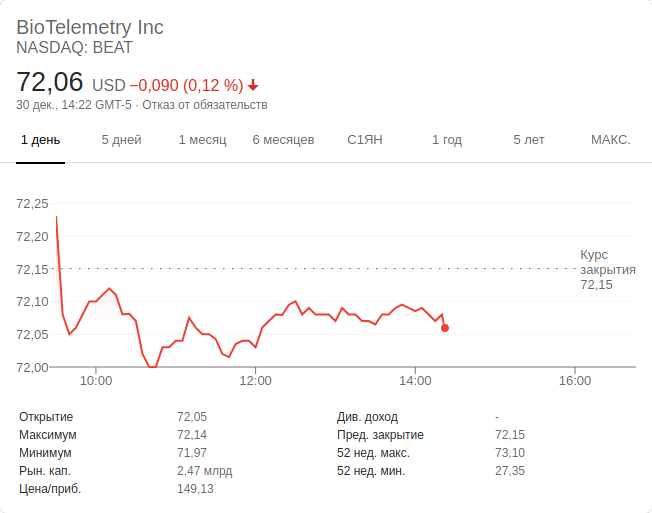 BioTelemetry Inc
NASDAQ: BEAT
72,06 USD −0,090 (0,12 %)
30 дек., 14:22 GMT-5 · Отказ от обязательств
1 день 5 дней 1 месяц 6 месяцев С1ЯН 1 год 5 лет МАКС.
72,25
72,20
72,15
72,10
72,05
72,00
Курс
закрытия
72,15
10:00 12:00 14:00 16:00
Открытие 72,05 Див. доход -
Максимум 72,14 Пред. закрытие 72,15
Минимум 71,97 52 нед. макс. 73,10
Рын. кап. 2,47 млрд 52 нед. мин. 27,35
Цена/приб. 149,13